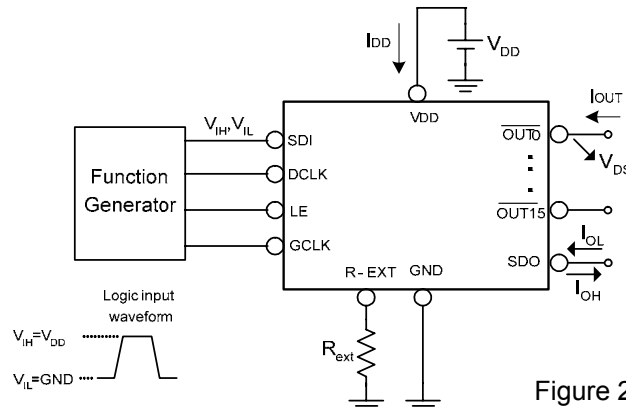 IDD
VDD
VDD
IOUT
VIH,VIL
SDI
OUT0
VDS
Function
Generator
DCLK
LE
OUT15
GCLK
IOL
SDO
R-EXT
GND
IOH
Logic input
waveform
VIH=VDD
Rext
VIL=GND
Figure 2